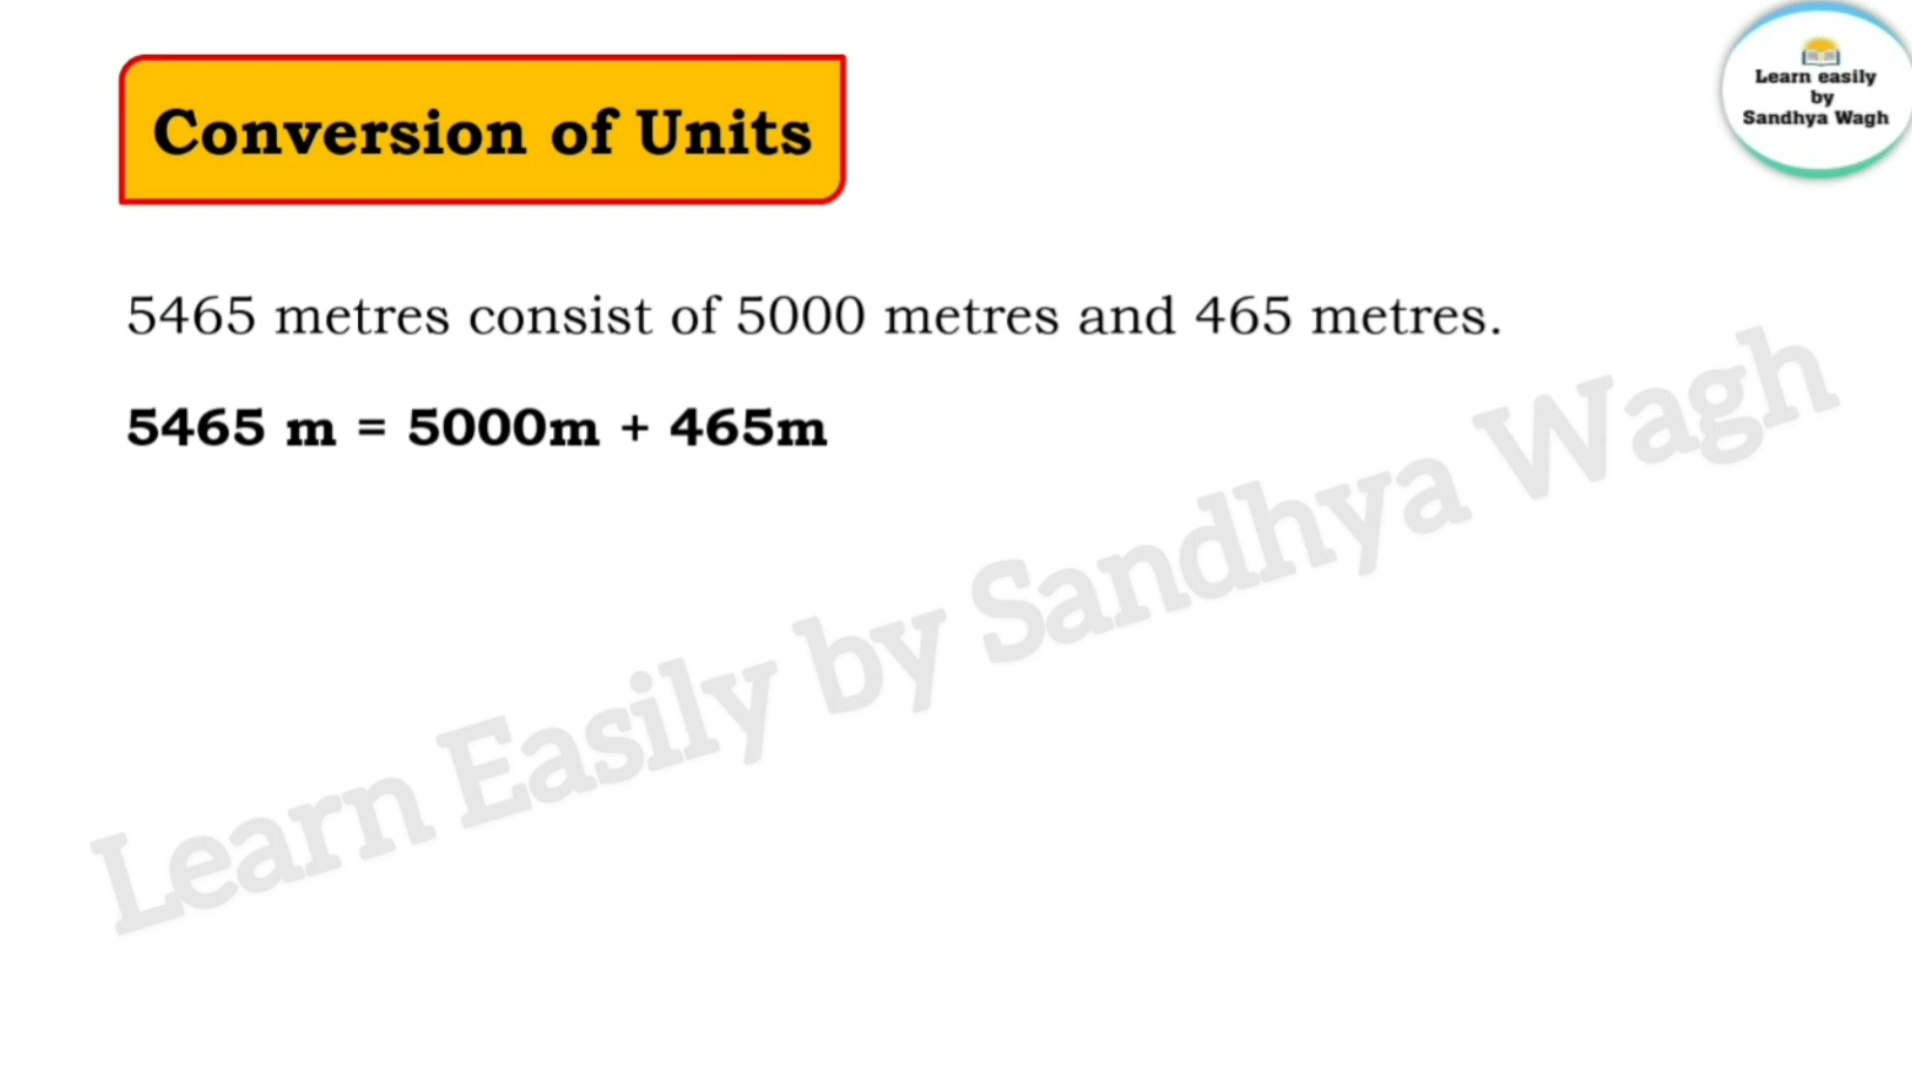 Conversion of Units
Learn easily
by
Sandhya Wagh
5465 metres consist of 5000 metres and 465 metres.
5465 m = 5000m + 465m
Learn Easily by Sandhya Wagh